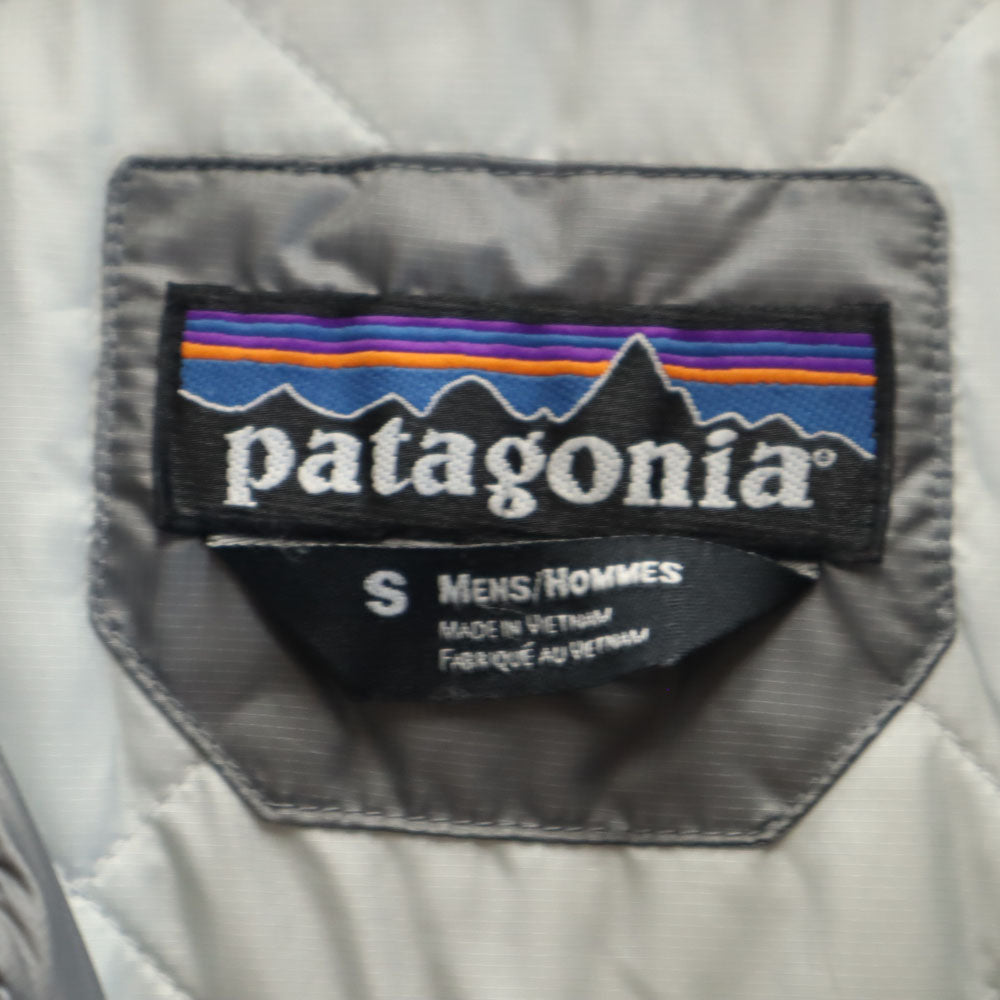 patagonia®
S MENS/HOMMES
MADE IN VIETNAM
FABRIQUÉ AU VIETNAM